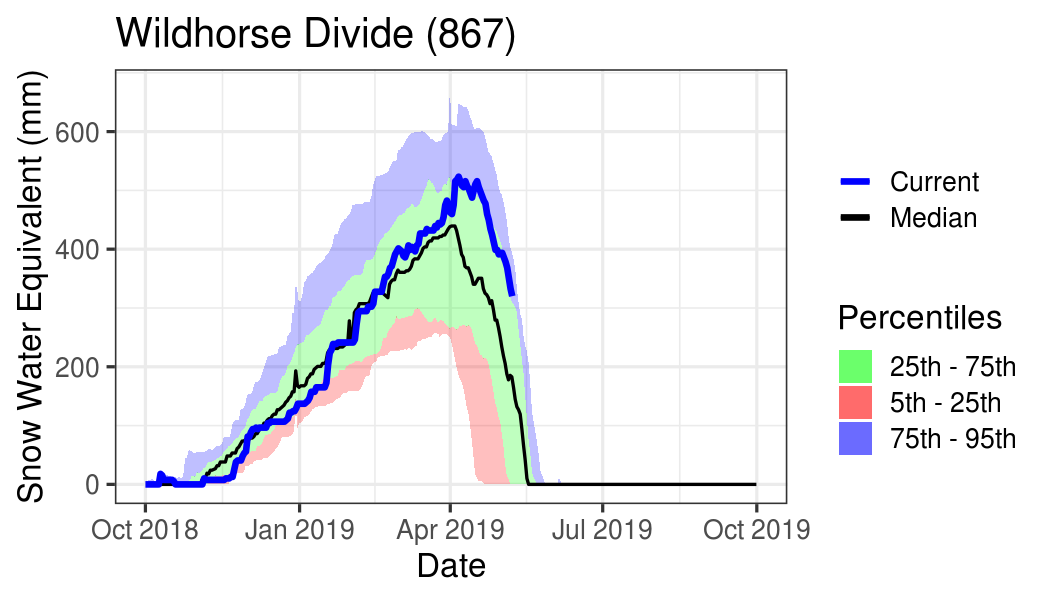 Wildhorse Divide (867)
Snow Water Equivalent (mm)
600
400
200
0
Oct 2018 Jan 2019 Apr 2019 Jul 2019 Oct 2019
Date
Current
Median
Percentiles
25th - 75th
5th - 25th
75th - 95th